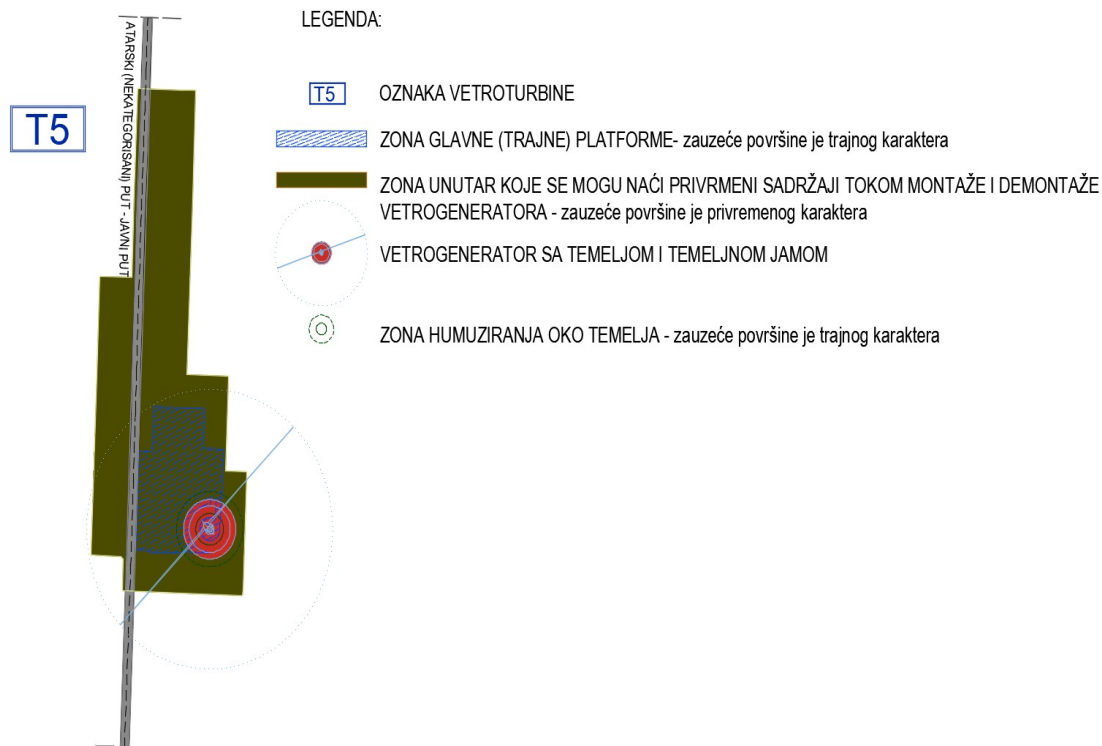 LEGENDA:
T5
ATARSKI (NEKATEGORISANI) PUT - JAVNI PUT
T5 OZNAKA VETROTURBINE
ZONA GLAVNE (TRAJNE) PLATFORME- zauzeće površine je trajnog karaktera
ZONA UNUTAR KOJE SE MOGU NAĆI PRIVRMENI SADRŽAJI TOKOM MONTAŽE I DEMONTAŽE
VETROGENERATORA - zauzeće površine je privremenog karaktera
VETROGENERATOR SA TEMELJOM I TEMELJNOM JAMOM
ZONA HUMUZIRANJA OKO TEMELJA - zauzeće površine je trajnog karaktera